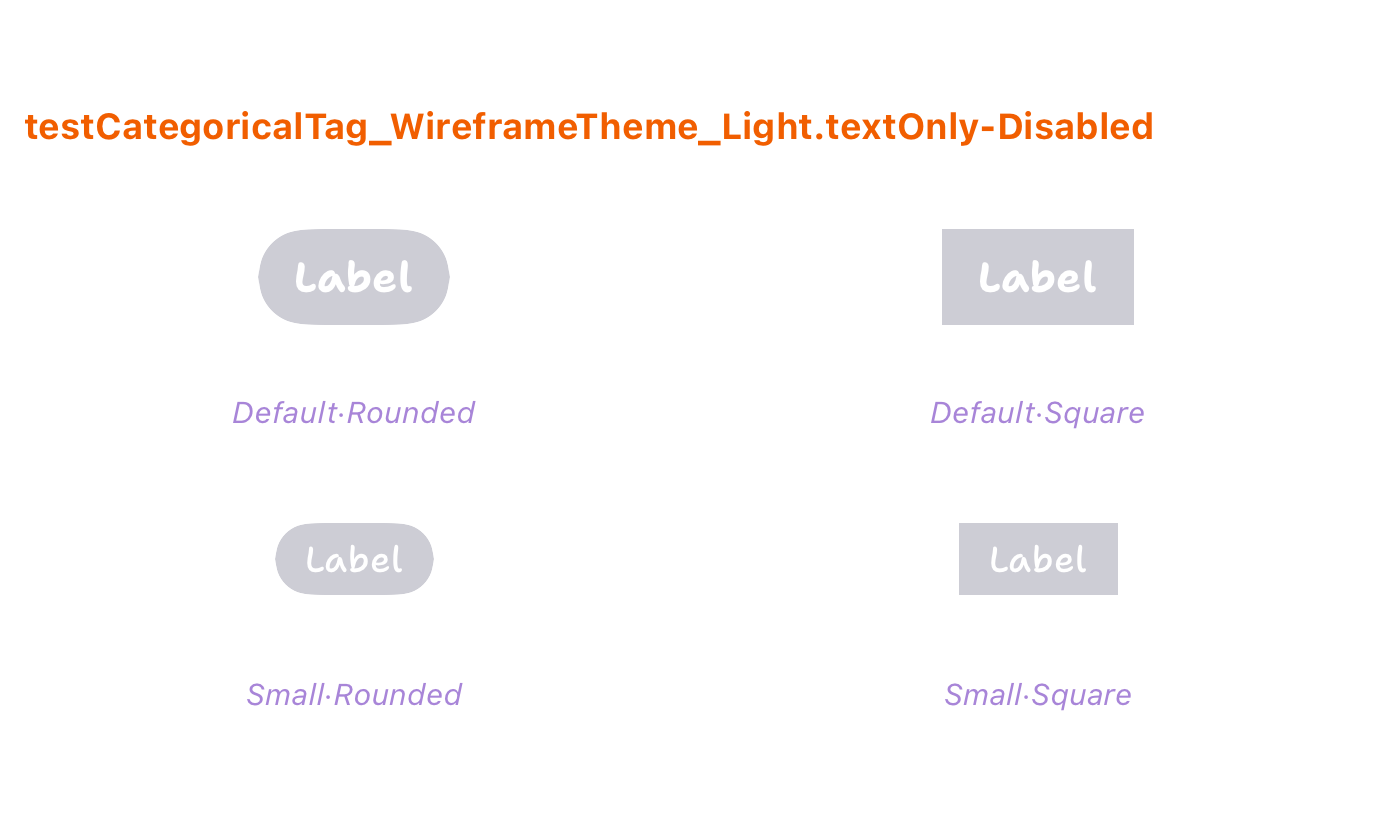 testCategoricalTag_WireframeTheme_Light.textOnly-Disabled
Label
Label
Default·Rounded
Default·Square
Label
Label
Small·Rounded
Small·Square